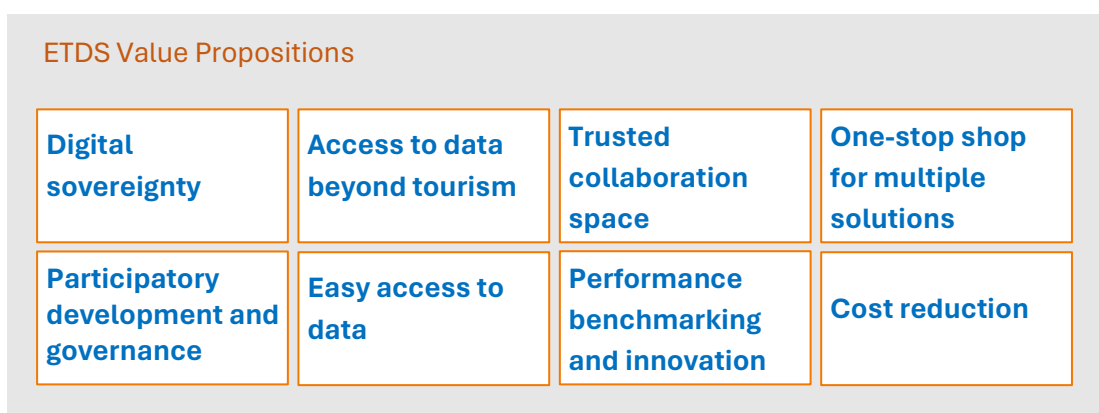 ETDS Value Propositions
Digital
sovereignty
Access to data
beyond tourism
Trusted
collaboration
space
One-stop shop
for multiple
solutions
Participatory
development and
governance
Easy access to
data
Performance
benchmarking
and innovation
Cost reduction